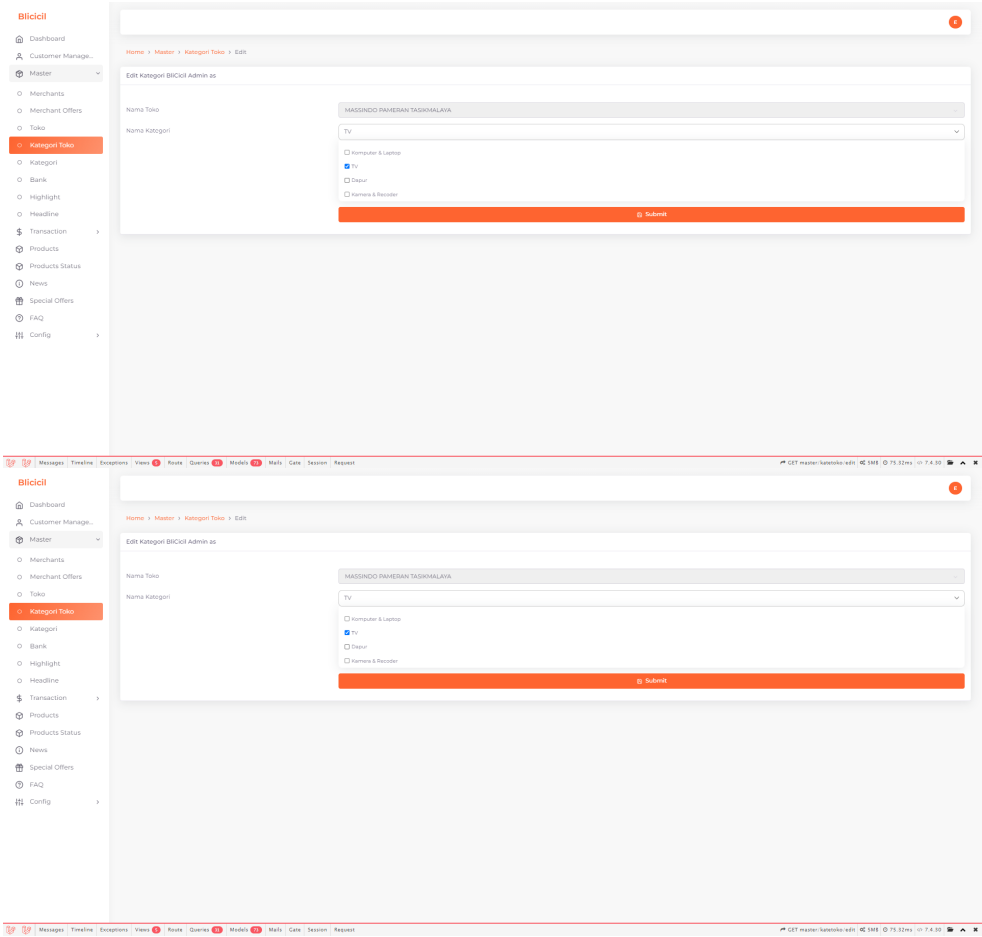 Blicicil
E
Dashboard
Customer Manage...
Home > Master > Kategori Toko > Edit
Master
Edit Kategori BliCicil Admin as
Merchants
Merchant Offers
Nama Toko
MASSINDO PAMERAN TASIKMALAYA
Toko
Nama Kategori
TV
Kategori Toko
Komputer & Laptop
Kategori
TV
Bank
Dapur
Highlight
Kamera & Recoder
Headline
Submit
Transaction
Products
Products Status
News
Special Offers
FAQ
Config
Messages Timeline Exceptions Views 5 Route Queries Models Mails Gate Session Request
GET master/katetoko/edit 5MB 75.32ms 7.4.30
Blicicil
E
Dashboard
Customer Manage...
Home > Master > Kategori Toko > Edit
Master
Edit Kategori BliCicil Admin as
Merchants
Merchant Offers
Nama Toko
MASSINDO PAMERAN TASIKMALAYA
Toko
Nama Kategori
TV
Kategori Toko
Komputer & Laptop
Kategori
TV
Bank
Dapur
Highlight
Kamera & Recoder
Headline
Submit
Transaction
Products
Products Status
News
Special Offers
FAQ
Config
Messages Timeline Exceptions Views 5 Route Queries Models Mails Gate Session Request
GET master/katetoko/edit 5MB 75.32ms 7.4.30